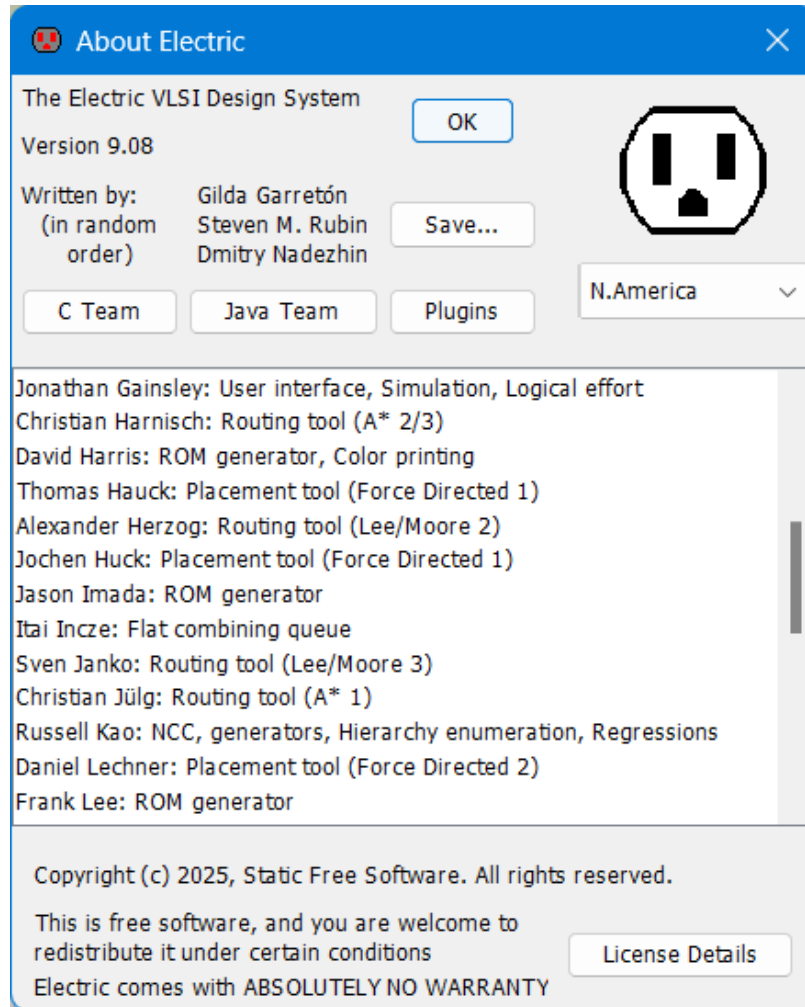 About Electric
The Electric VLSI Design System
OK
Version 9.08
Written by:
(in random
order)
Gilda Garretón
Steven M. Rubin
Dmitry Nadezhin
Save...
N.America
C Team
Java Team
Plugins
Jonathan Gainsley: User interface, Simulation, Logical effort
Christian Harnisch: Routing tool (A* 2/3)
David Harris: ROM generator, Color printing
Thomas Hauck: Placement tool (Force Directed 1)
Alexander Herzog: Routing tool (Lee/Moore 2)
Jochen Huck: Placement tool (Force Directed 1)
Jason Imada: ROM generator
Itai Incze: Flat combining queue
Sven Janko: Routing tool (Lee/Moore 3)
Christian Jülg: Routing tool (A* 1)
Russell Kao: NCC, generators, Hierarchy enumeration, Regressions
Daniel Lechner: Placement tool (Force Directed 2)
Frank Lee: ROM generator
Copyright (c) 2025, Static Free Software. All rights reserved.
This is free software, and you are welcome to
redistribute it under certain conditions
License Details
Electric comes with ABSOLUTELY NO WARRANTY